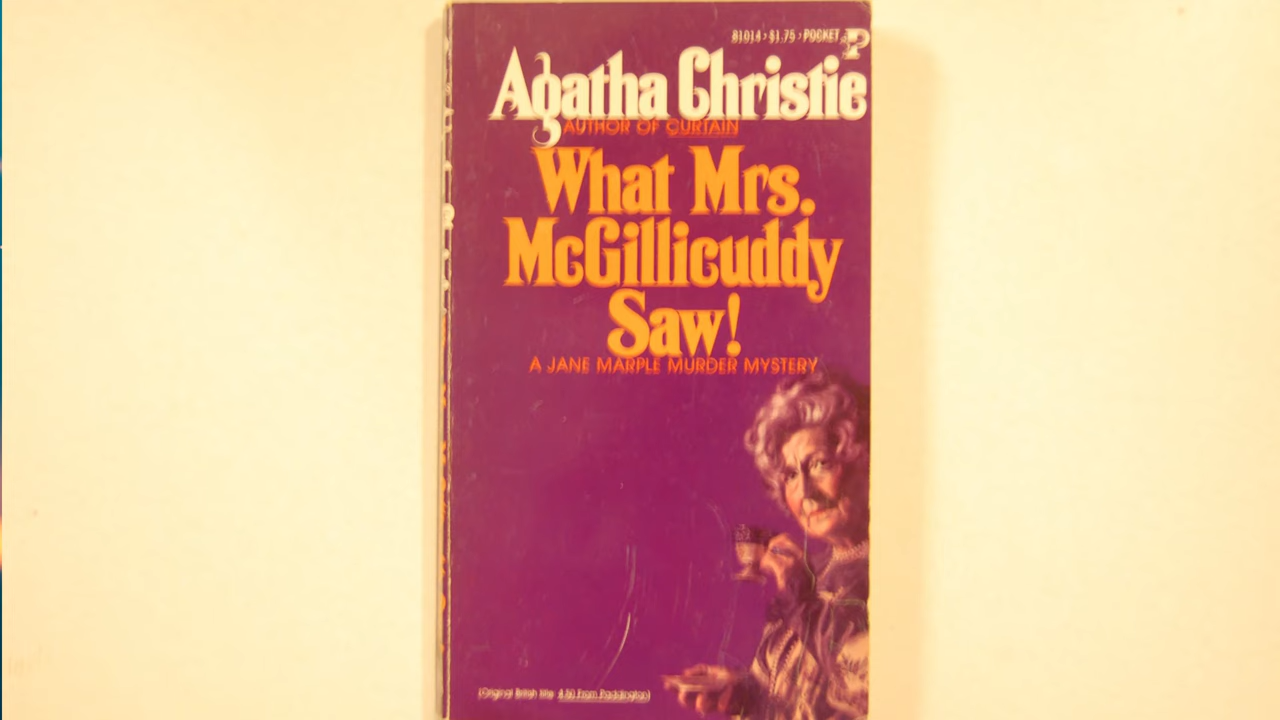 81014 • $1.75 • POCKET
Agatha Christie
AUTHOR OF CURTAIN
What Mrs.
McGillicuddy
Saw!
A JANE MARPLE MURDER MYSTERY
(Original British title 4.50 From Paddington)